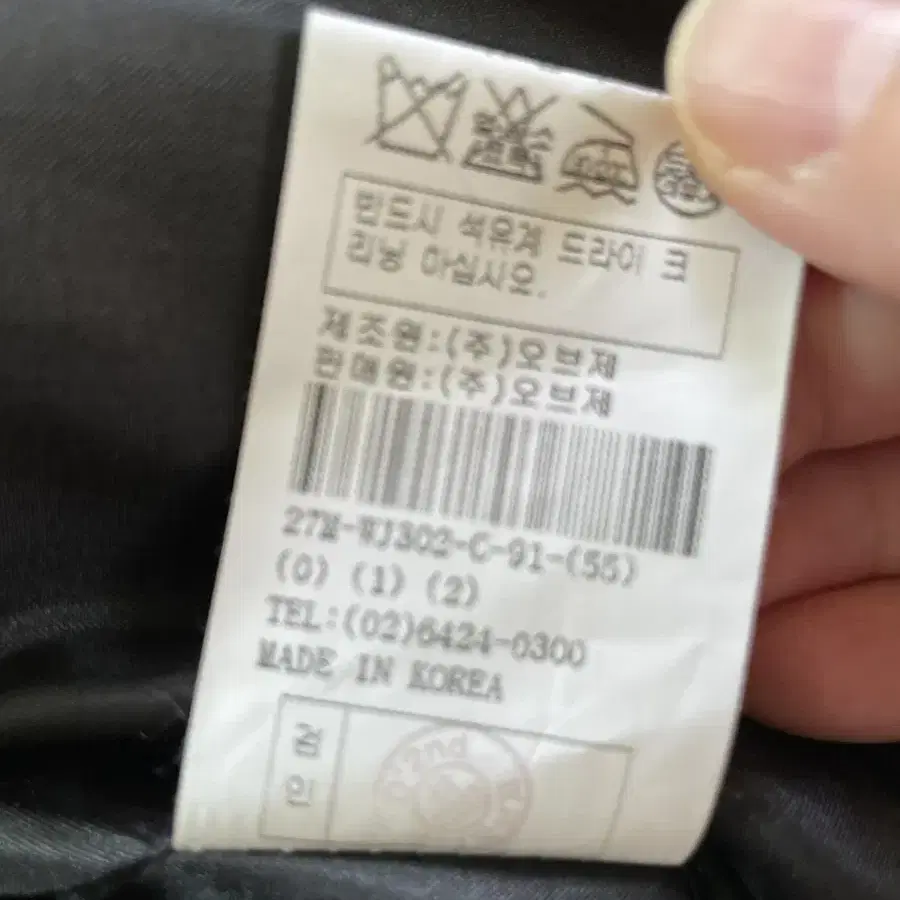 반드시 석유계 드라이 크
리닝 하십시오.
제조원:(주)오브제
판매원:(주)오브제
27M-WJ302-C-91-(55)
(0) (1) (2)
TEL:(02)6424-0300
MADE IN KOREA
확
인
2nd